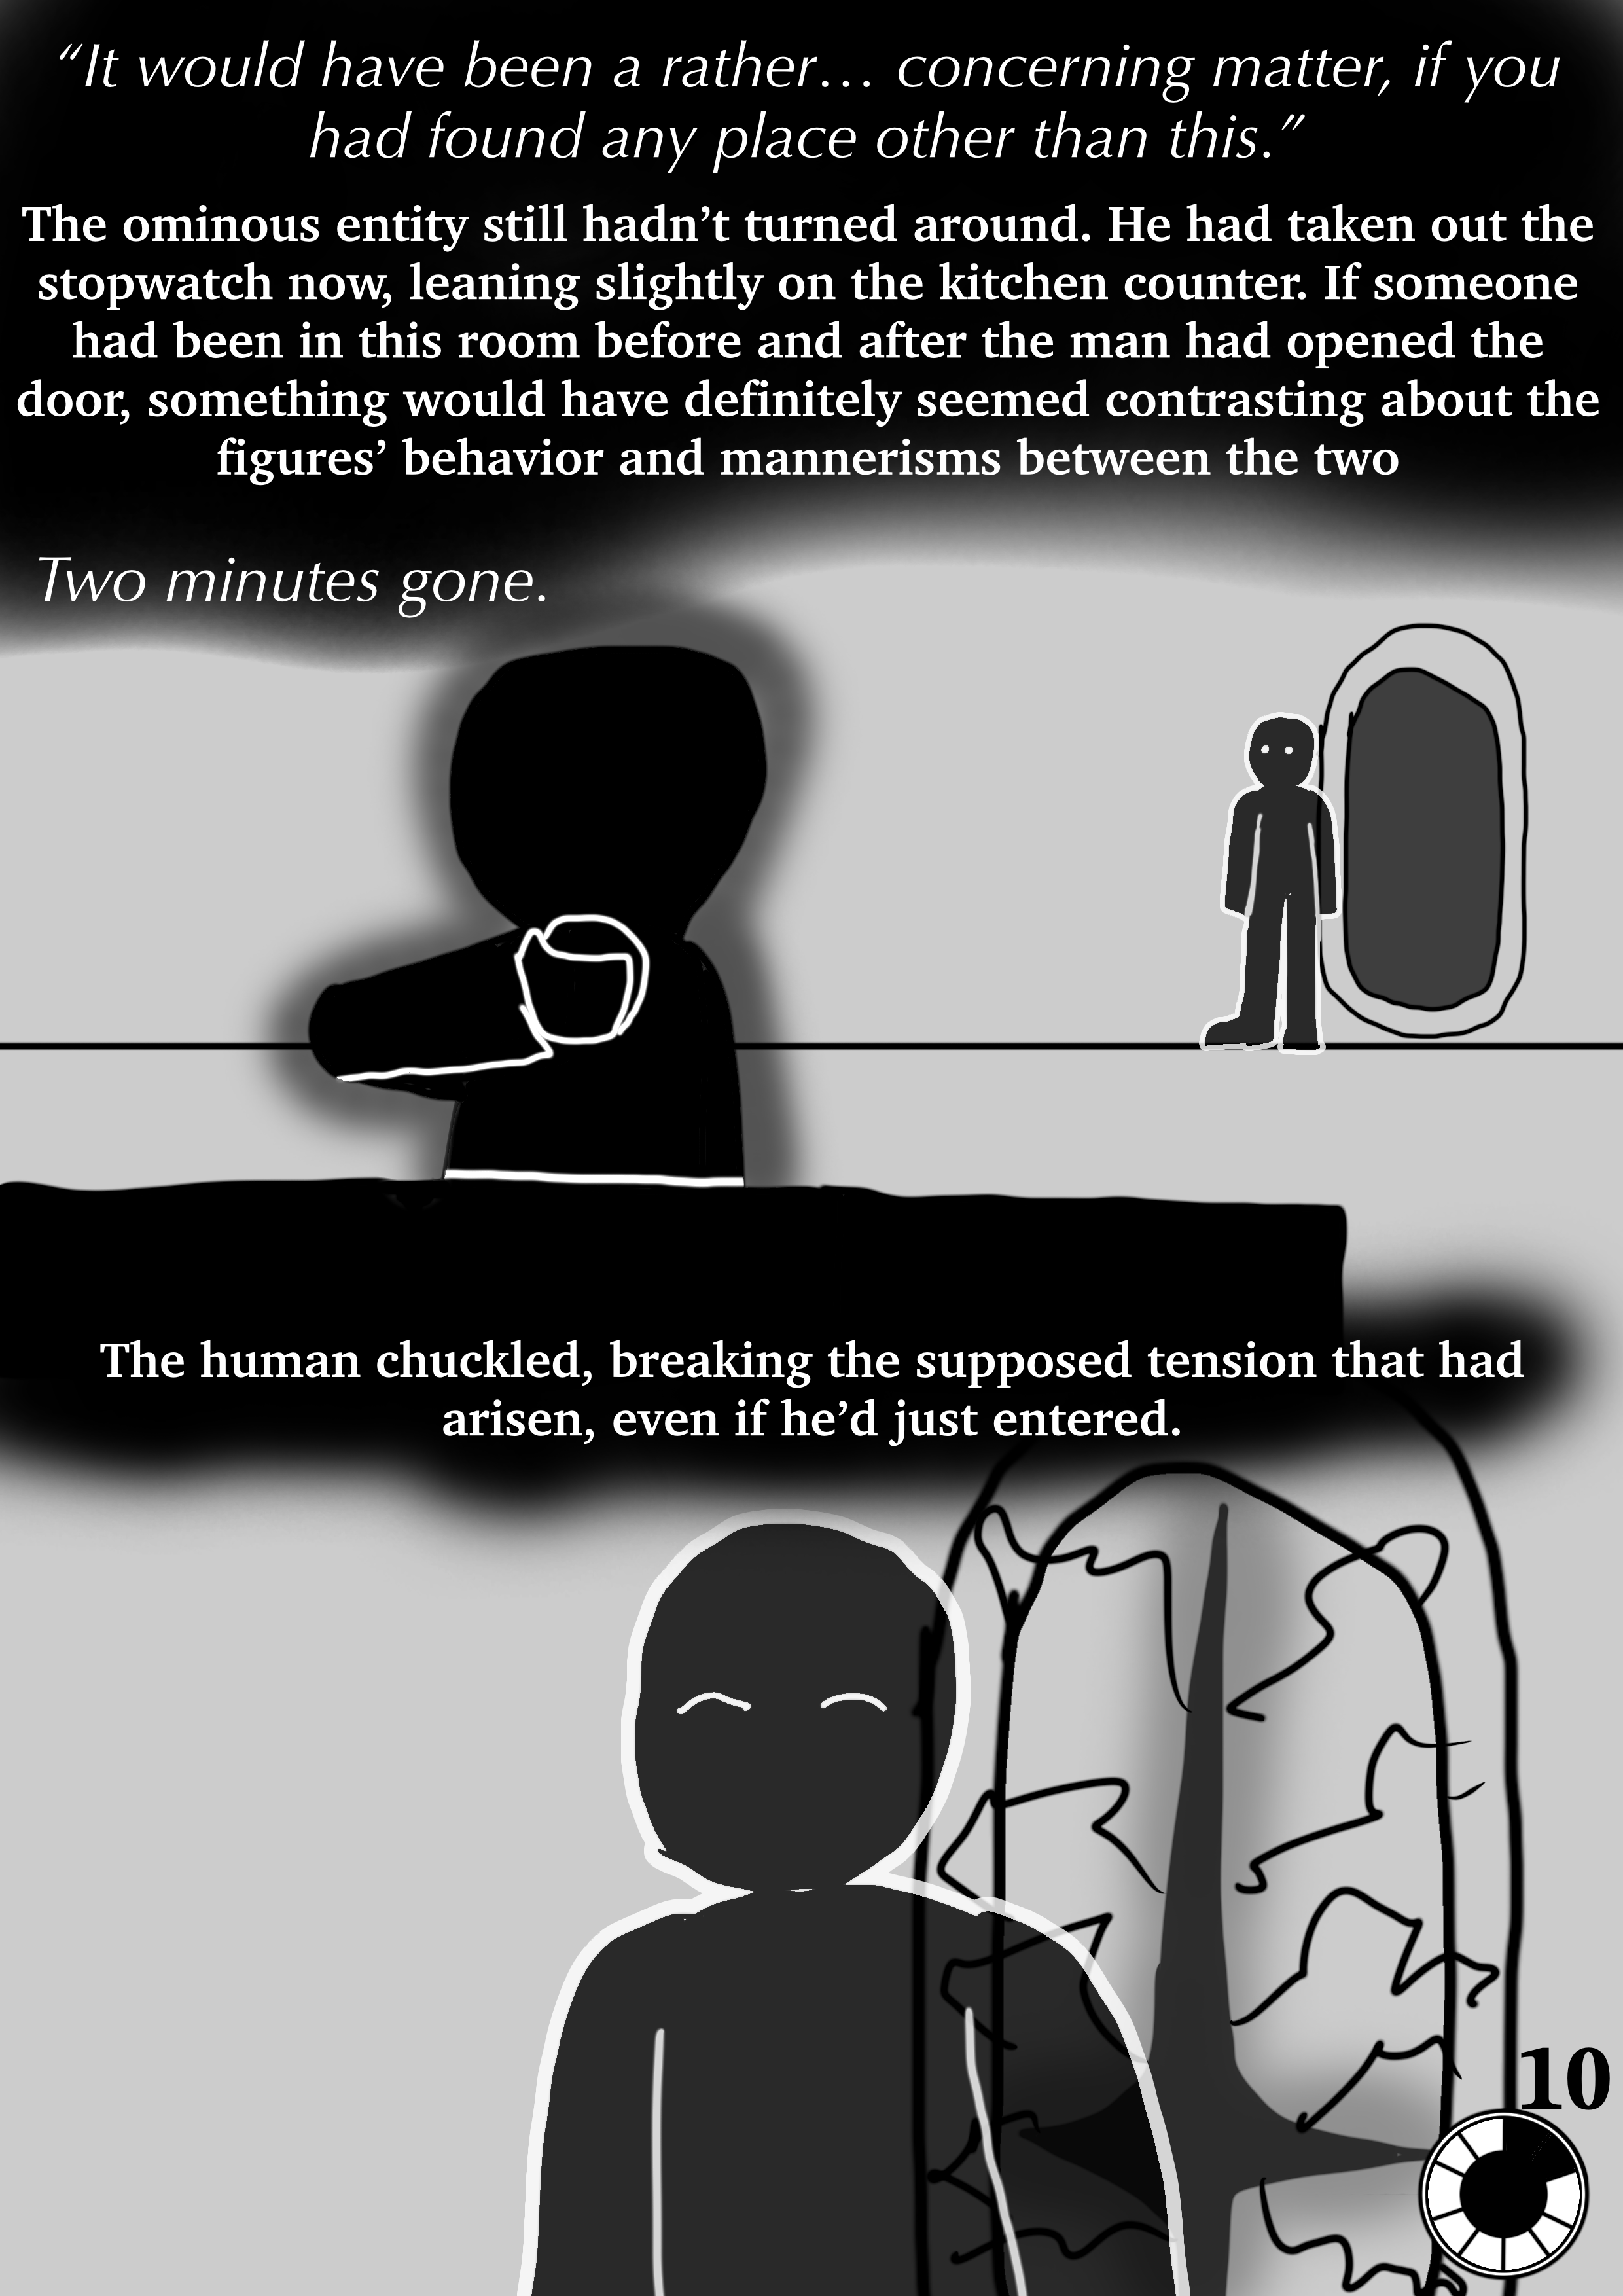 “It would have been a rather... concerning matter, if you
had found any place other than this.”
The ominous entity still hadn’t turned around. He had taken out the
stopwatch now, leaning slightly on the kitchen counter. If someone
had been in this room before and after the man had opened the
door, something would have definitely seemed contrasting about the
figures’ behavior and mannerisms between the two
Two minutes gone.
The human chuckled, breaking the supposed tension that had
arisen, even if he’d just entered.
10